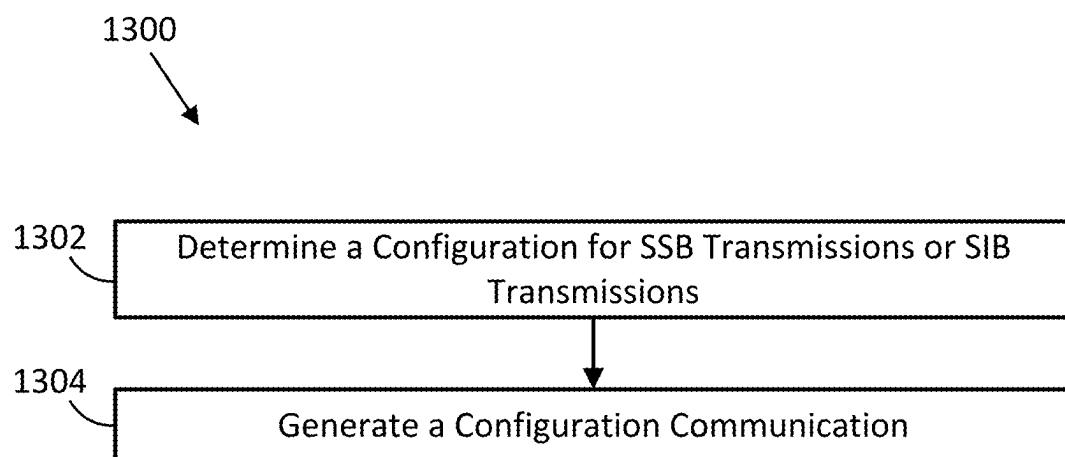 1300
1302
Determine a Configuration for SSB Transmissions or SIB
Transmissions
1304
Generate a Configuration Communication